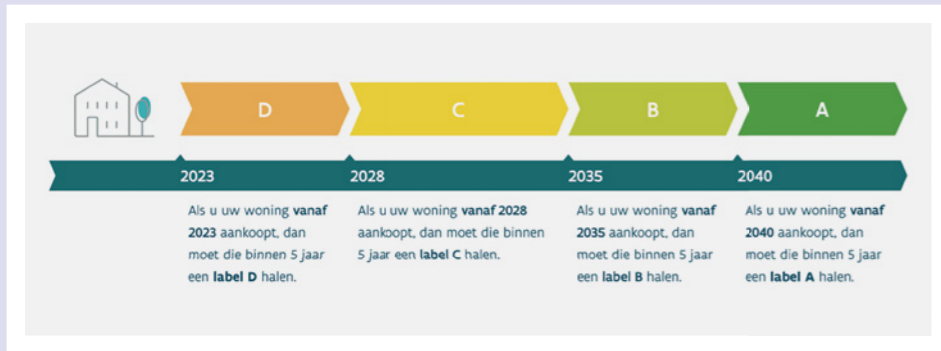 D
C
B
A
2023
2028
2035
2040
Als u uw woning vanaf
2023 aankoopt, dan
moet die binnen 5 jaar
een label D halen.
Als u uw woning vanaf 2028
aankoopt, dan moet die binnen
5 jaar een label C halen.
Als u uw woning vanaf
2035 aankoopt, dan
moet die binnen 5 jaar
een label B halen.
Als u uw woning vanaf
2040 aankoopt, dan
moet die binnen 5 jaar
een label A halen.